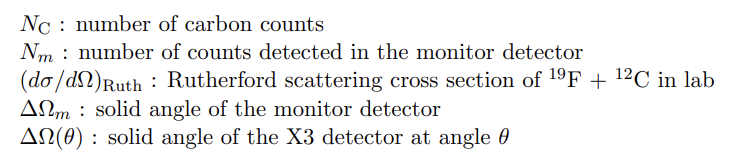 N_C : number of carbon counts
N_m : number of counts detected in the monitor detector
(dσ/dΩ)_Ruth : Rutherford scattering cross section of ¹⁹F + ¹²C in lab
ΔΩ_m : solid angle of the monitor detector
ΔΩ(θ) : solid angle of the X3 detector at angle θ